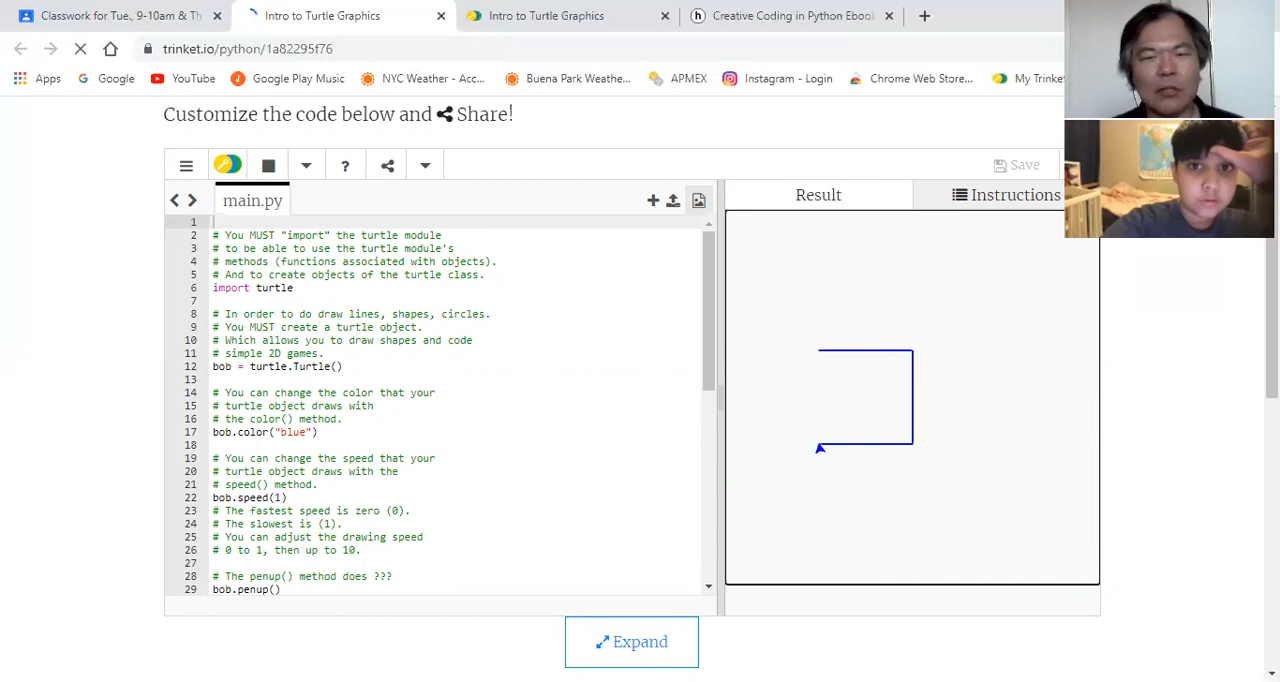 Classwork for Tue., 9-10am & Th
Intro to Turtle Graphics
Intro to Turtle Graphics
Creative Coding in Python Ebook
trinket.io/python/1a82295f76
Apps
Google
YouTube
Google Play Music
NYC Weather - Acc...
Buena Park Weathe...
APMEX
Instagram - Login
Chrome Web Store...
My Trinket
Customize the code below and Share!
?
Save
main.py
Result
Instructions
1
2 # You MUST "import" the turtle module
3 # to be able to use the turtle module's
4 # methods (functions associated with objects).
5 # And to create objects of the turtle class.
6 import turtle
7
8 # In order to do draw lines, shapes, circles.
9 # You MUST create a turtle object.
10 # Which allows you to draw shapes and code
11 # simple 2D games.
12 bob = turtle.Turtle()
13
14 # You can change the color that your
15 # turtle object draws with
16 # the color() method.
17 bob.color("blue")
18
19 # You can change the speed that your
20 # turtle object draws with the
21 # speed() method.
22 bob.speed(1)
23 # The fastest speed is zero (0).
24 # The slowest is (1).
25 # You can adjust the drawing speed
26 # 0 to 1, then up to 10.
27
28 # The penup() method does ???
29 bob.penup()
Expand